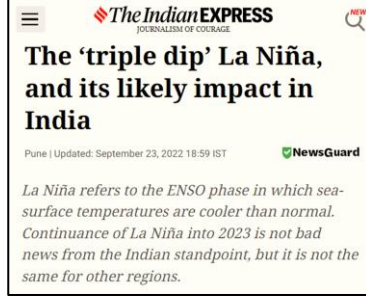 The Indian EXPRESS
JOURNALISM OF COURAGE
NEW
The ‘triple dip’ La Niña,
and its likely impact in
India
Pune | Updated: September 23, 2022 18:59 IST
NewsGuard
La Niña refers to the ENSO phase in which sea-
surface temperatures are cooler than normal.
Continuance of La Niña into 2023 is not bad
news from the Indian standpoint, but it is not the
same for other regions.